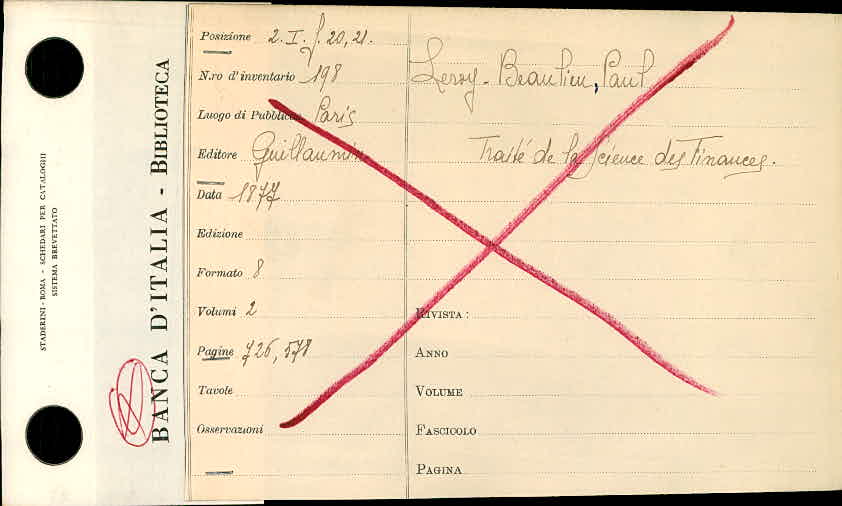 STADERINI - ROMA - SCHEDARI PER CATALOGHI
SISTEMA BREVETTATO
BANCA D'ITALIA - BIBLIOTECA
Posizione 2. I. f. 20, 21.
N.ro d'inventario 198
Luogo di Pubblicaz. Paris
Editore Guillaumin
Data 1877
Edizione
Formato 8
Volumi 2
Pagine 726, 578
Tavole
Osservazioni
Leroy-Beaulieu, Paul
Traité de la Science des Finances.
RIVISTA:
ANNO
VOLUME
FASCICOLO
PAGINA